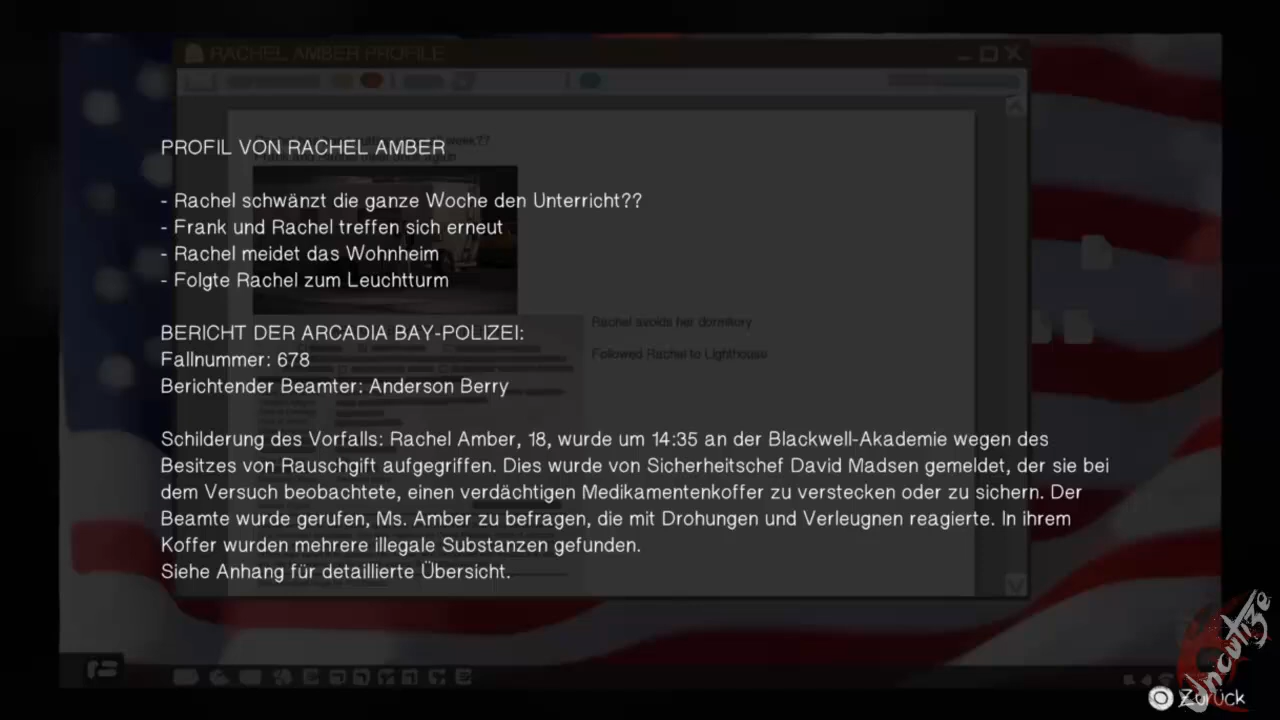 RACHEL AMBER PROFILE
PROFIL VON RACHEL AMBER
- Rachel schwänzt die ganze Woche den Unterricht??
- Frank und Rachel treffen sich erneut
- Rachel meidet das Wohnheim
- Folgte Rachel zum Leuchtturm
Rachel avoids her dormitory
BERICHT DER ARCADIA BAY-POLIZEI:
Followed Rachel to Lighthouse
Fallnummer: 678
Berichtender Beamter: Anderson Berry
Schilderung des Vorfalls: Rachel Amber, 18, wurde um 14:35 an der Blackwell-Akademie wegen des
Besitzes von Rauschgift aufgegriffen. Dies wurde von Sicherheitschef David Madsen gemeldet, der sie bei
dem Versuch beobachtete, einen verdächtigen Medikamentenkoffer zu verstecken oder zu sichern. Der
Beamte wurde gerufen, Ms. Amber zu befragen, die mit Drohungen und Verleugnen reagierte. In ihrem
Koffer wurden mehrere illegale Substanzen gefunden.
Siehe Anhang für detaillierte Übersicht.
Uncut1ze
Zurück